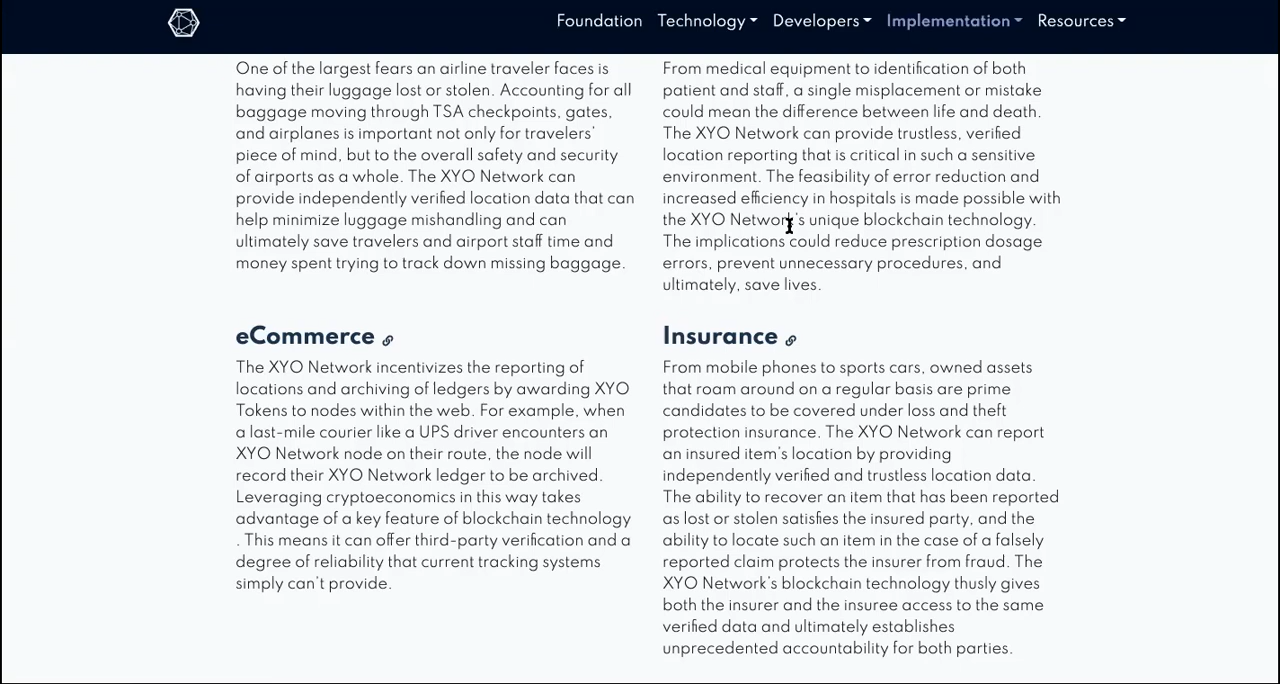 Foundation Technology Developers Implementation Resources
One of the largest fears an airline traveler faces is
having their luggage lost or stolen. Accounting for all
baggage moving through TSA checkpoints, gates,
and airplanes is important not only for travelers'
piece of mind, but to the overall safety and security
of airports as a whole. The XYO Network can
provide independently verified location data that can
help minimize luggage mishandling and can
ultimately save travelers and airport staff time and
money spent trying to track down missing baggage.
From medical equipment to identification of both
patient and staff, a single misplacement or mistake
could mean the difference between life and death.
The XYO Network can provide trustless, verified
location reporting that is critical in such a sensitive
environment. The feasibility of error reduction and
increased efficiency in hospitals is made possible with
the XYO Network's unique blockchain technology.
The implications could reduce prescription dosage
errors, prevent unnecessary procedures, and
ultimately, save lives.
eCommerce
The XYO Network incentivizes the reporting of
locations and archiving of ledgers by awarding XYO
Tokens to nodes within the web. For example, when
a last-mile courier like a UPS driver encounters an
XYO Network node on their route, the node will
record their XYO Network ledger to be archived.
Leveraging cryptoeconomics in this way takes
advantage of a key feature of blockchain technology
. This means it can offer third-party verification and a
degree of reliability that current tracking systems
simply can't provide.
Insurance
From mobile phones to sports cars, owned assets
that roam around on a regular basis are prime
candidates to be covered under loss and theft
protection insurance. The XYO Network can report
an insured item's location by providing
independently verified and trustless location data.
The ability to recover an item that has been reported
as lost or stolen satisfies the insured party, and the
ability to locate such an item in the case of a falsely
reported claim protects the insurer from fraud. The
XYO Network's blockchain technology thusly gives
both the insurer and the insuree access to the same
verified data and ultimately establishes
unprecedented accountability for both parties.